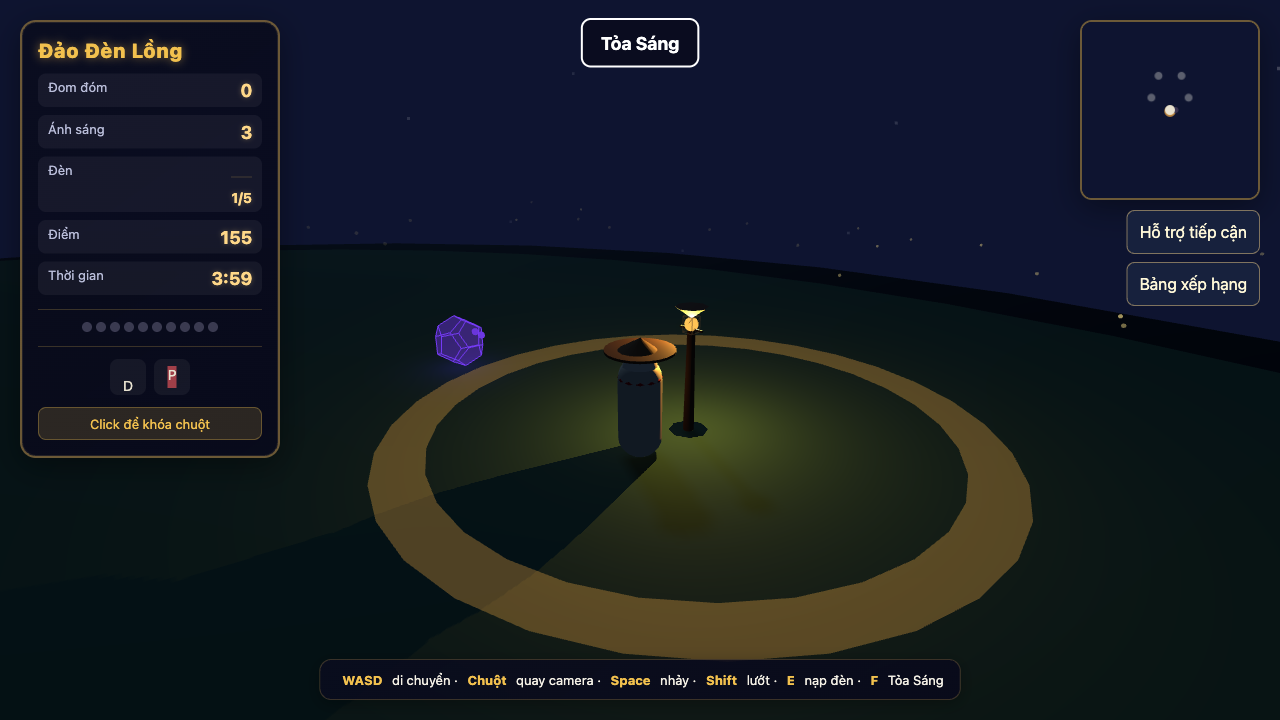 Đảo Đèn Lồng
Đom đóm 0
Ánh sáng 3
Đèn
1/5
Điểm 155
Thời gian 3:59
D P
Click để khóa chuột
Tỏa Sáng
Hỗ trợ tiếp cận
Bảng xếp hạng
WASD di chuyển · Chuột quay camera · Space nhảy · Shift lướt · E nạp đèn · F Tỏa Sáng